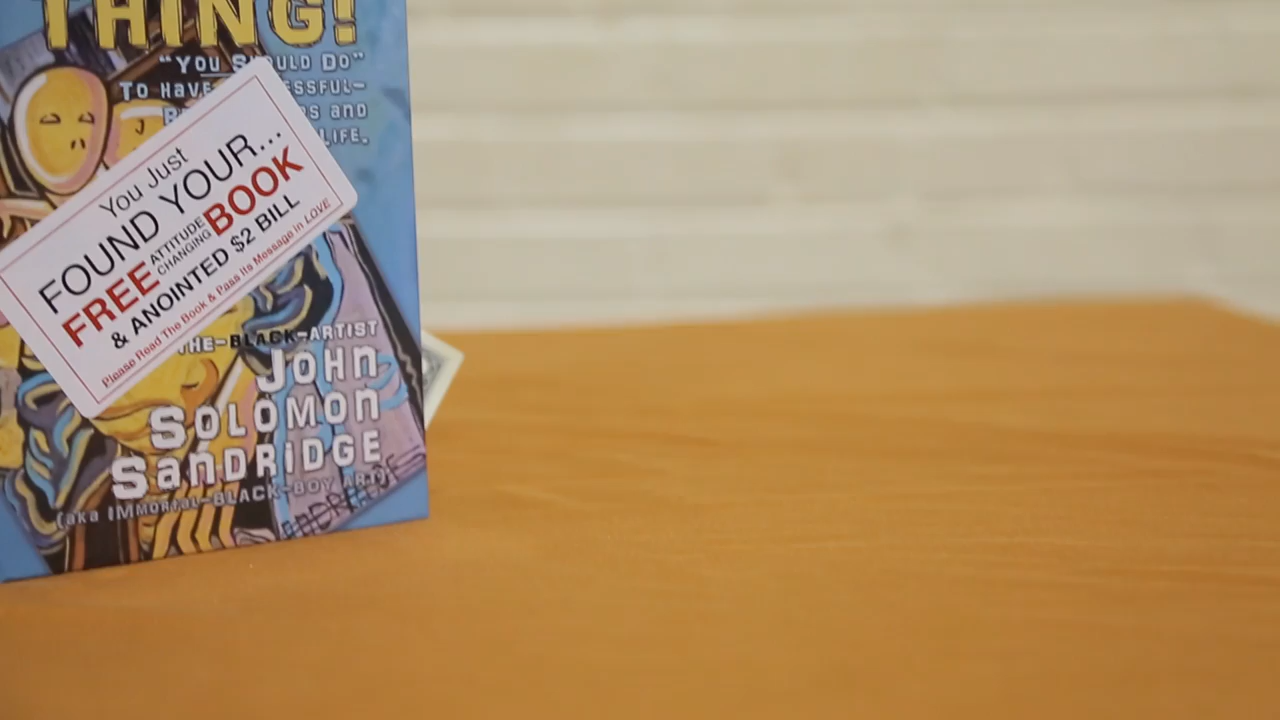 THING!
"YOU SHOULD DO"
TO HAVE
AND
LIFE.
You Just
FOUND YOUR...
FREE ATTITUDE CHANGING BOOK
& ANOINTED $2 BILL
Please Read The Book & Pass its Message in LOVE
THE-BLACK-ARTIST
JOHN
SOLOMON
SANDRIDGE
(aka IMMORTAL-BLACK-BOY ART)